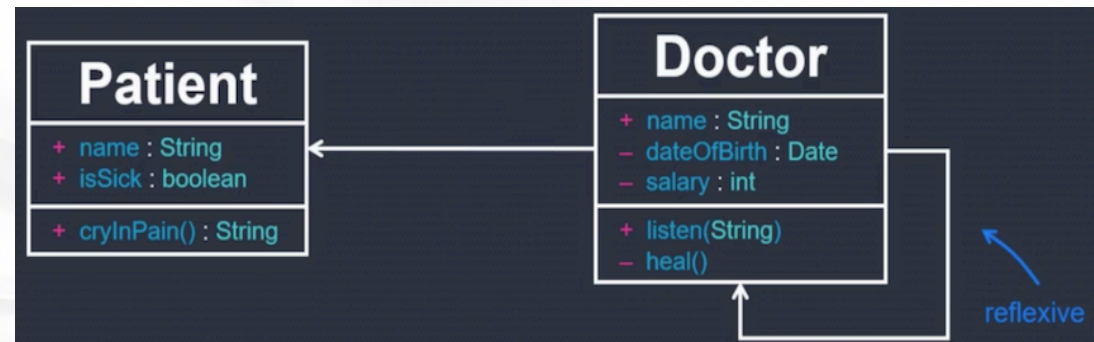 Patient
+ name : String
+ isSick : boolean
+ cryInPain() : String
Doctor
+ name : String
– dateOfBirth : Date
– salary : int
+ listen(String)
– heal()
reflexive